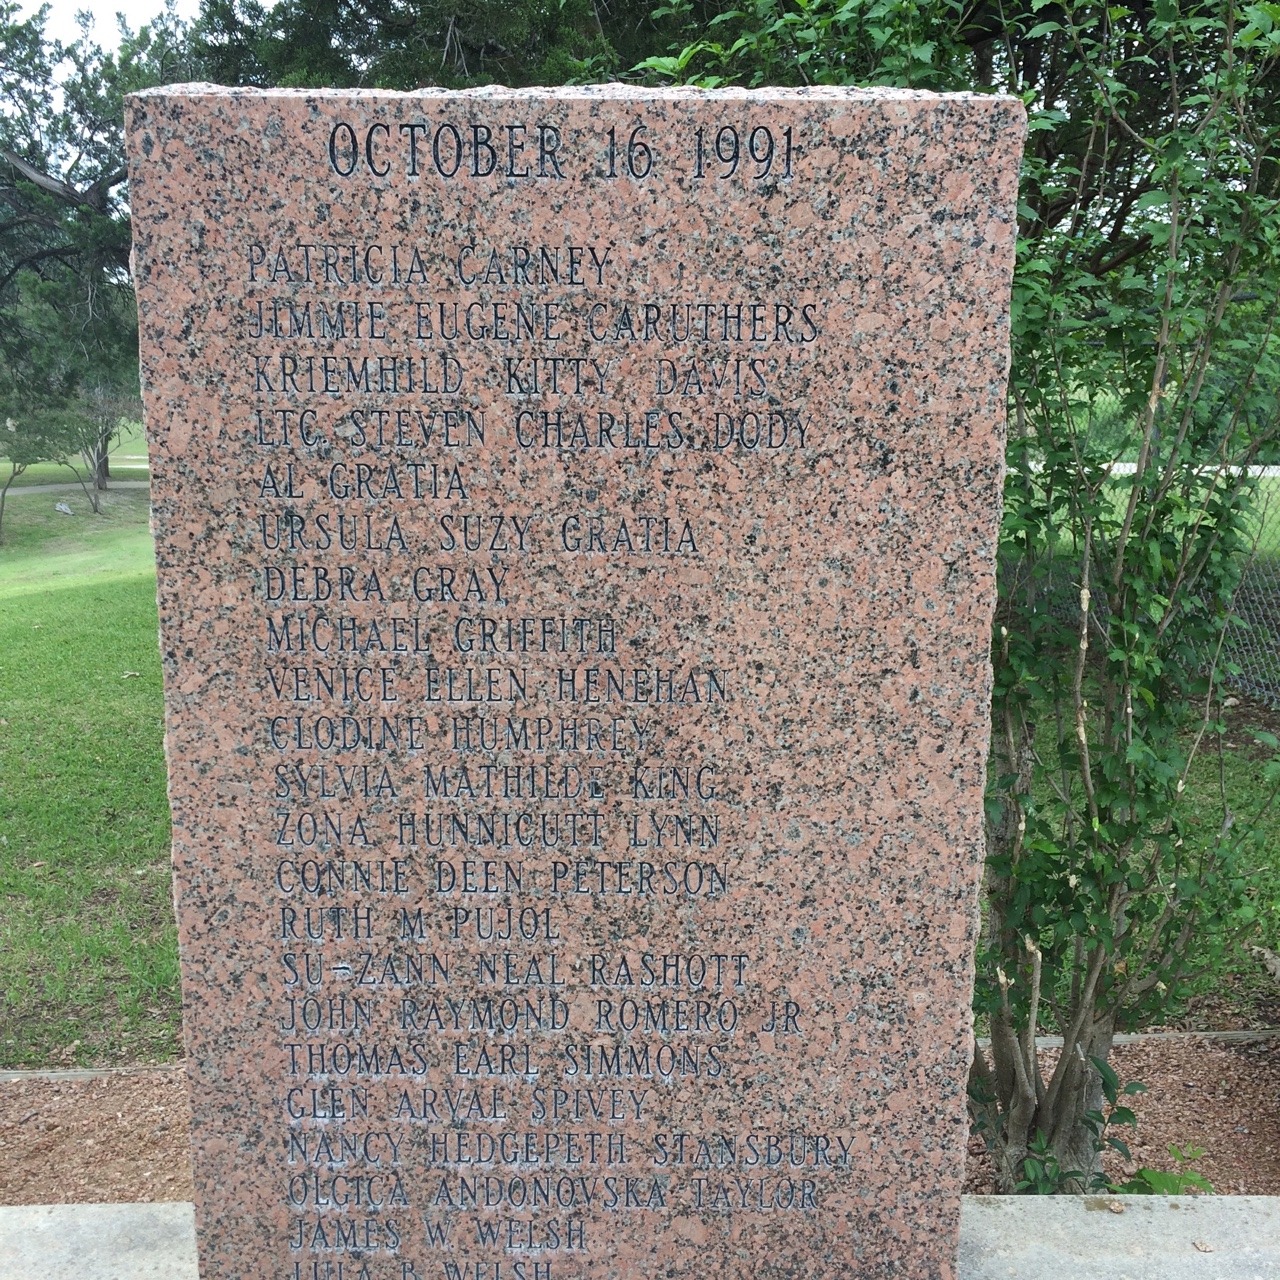 OCTOBER 16 1991
PATRICIA CARNEY
JIMMIE EUGENE CARUTHERS
KRIEMHILD KITTY DAVIS
LTC. STEVEN CHARLES DODY
AL GRATIA
URSULA SUZY GRATIA
DEBRA GRAY
MICHAEL GRIFFITH
VENICE ELLEN HENEHAN
CLODINE HUMPHREY
SYLVIA MATHILDE KING
ZONA HUNNICUTT LYNN
CONNIE DEEN PETERSON
RUTH M PUJOL
SU-ZANN NEAL RASHOTT
JOHN RAYMOND ROMERO JR
THOMAS EARL SIMMONS
GLEN ARVAL SPIVEY
NANCY HEDGEPETH STANSBURY
OLGICA ANDONOVSKA TAYLOR
JAMES W. WELSH
LULA B WELSH